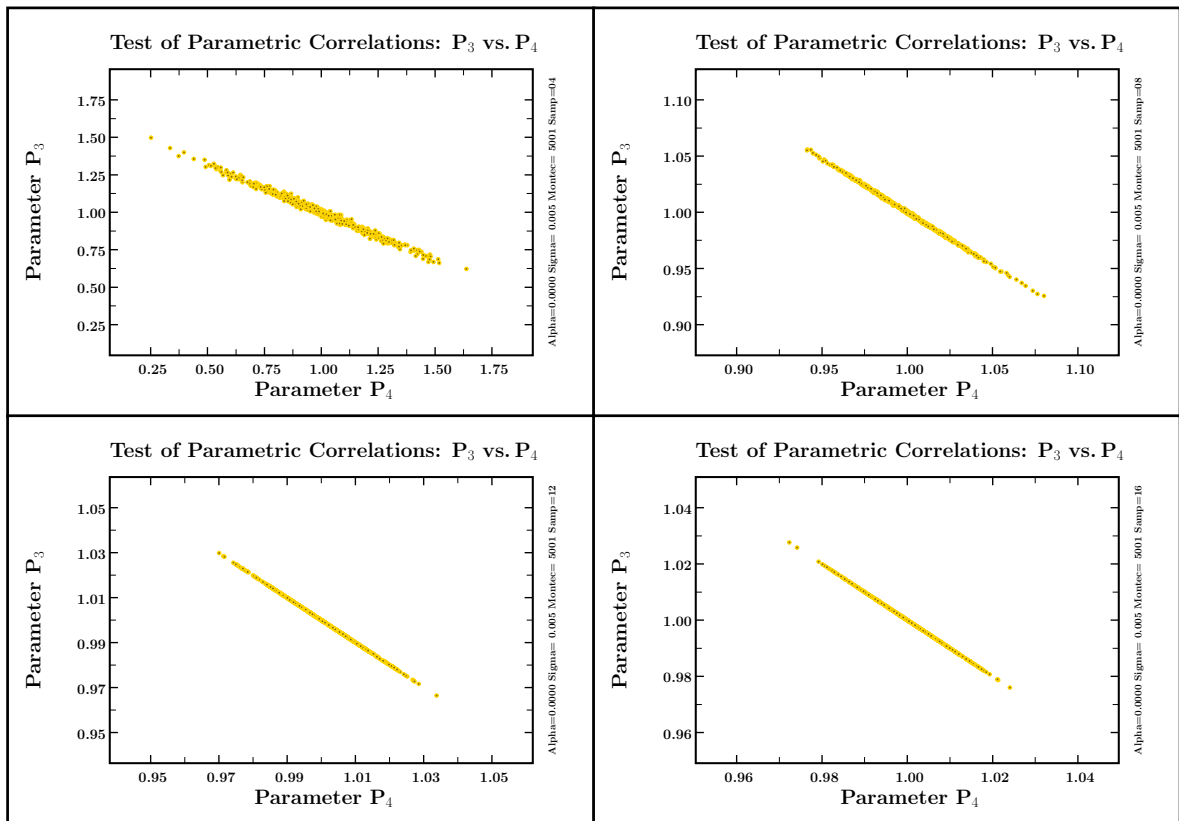 Test of Parametric Correlations: P₃ vs. P₄
Parameter P₃
1.75
1.50
1.25
1.00
0.75
0.50
0.25
0.25 0.50 0.75 1.00 1.25 1.50 1.75
Parameter P₄
Alpha=0.0000 Sigma= 0.005 Montec= 5001 Samp=04
Test of Parametric Correlations: P₃ vs. P₄
Parameter P₃
1.10
1.05
1.00
0.95
0.90
0.90 0.95 1.00 1.05 1.10
Parameter P₄
Alpha=0.0000 Sigma= 0.005 Montec= 5001 Samp=08
Test of Parametric Correlations: P₃ vs. P₄
Parameter P₃
1.05
1.03
1.01
0.99
0.97
0.95
0.95 0.97 0.99 1.01 1.03 1.05
Parameter P₄
Alpha=0.0000 Sigma= 0.005 Montec= 5001 Samp=12
Test of Parametric Correlations: P₃ vs. P₄
Parameter P₃
1.04
1.02
1.00
0.98
0.96
0.96 0.98 1.00 1.02 1.04
Parameter P₄
Alpha=0.0000 Sigma= 0.005 Montec= 5001 Samp=16